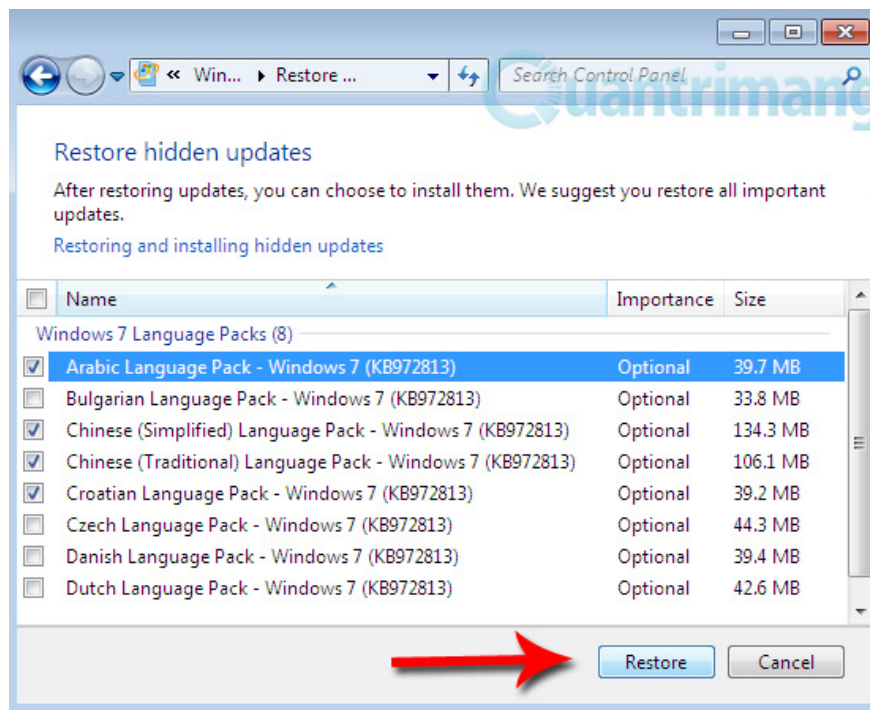 « Win... ▸ Restore ... Search Control Panel
Quantrimang
Restore hidden updates
After restoring updates, you can choose to install them. We suggest you restore all important
updates.
Restoring and installing hidden updates
Name Importance Size
Windows 7 Language Packs (8)
Arabic Language Pack - Windows 7 (KB972813) Optional 39.7 MB
Bulgarian Language Pack - Windows 7 (KB972813) Optional 33.8 MB
Chinese (Simplified) Language Pack - Windows 7 (KB972813) Optional 134.3 MB
Chinese (Traditional) Language Pack - Windows 7 (KB972813) Optional 106.1 MB
Croatian Language Pack - Windows 7 (KB972813) Optional 39.2 MB
Czech Language Pack - Windows 7 (KB972813) Optional 44.3 MB
Danish Language Pack - Windows 7 (KB972813) Optional 39.4 MB
Dutch Language Pack - Windows 7 (KB972813) Optional 42.6 MB
Restore Cancel